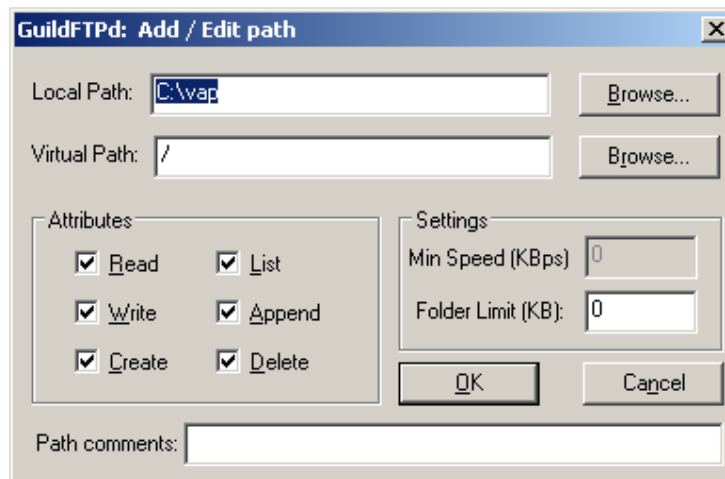 GuildFTPd: Add / Edit path
Local Path: C:\vap Browse...
Virtual Path: / Browse...
Attributes Settings
Read List Min Speed (KBps) 0
Write Append Folder Limit (KB): 0
Create Delete OK Cancel
Path comments: